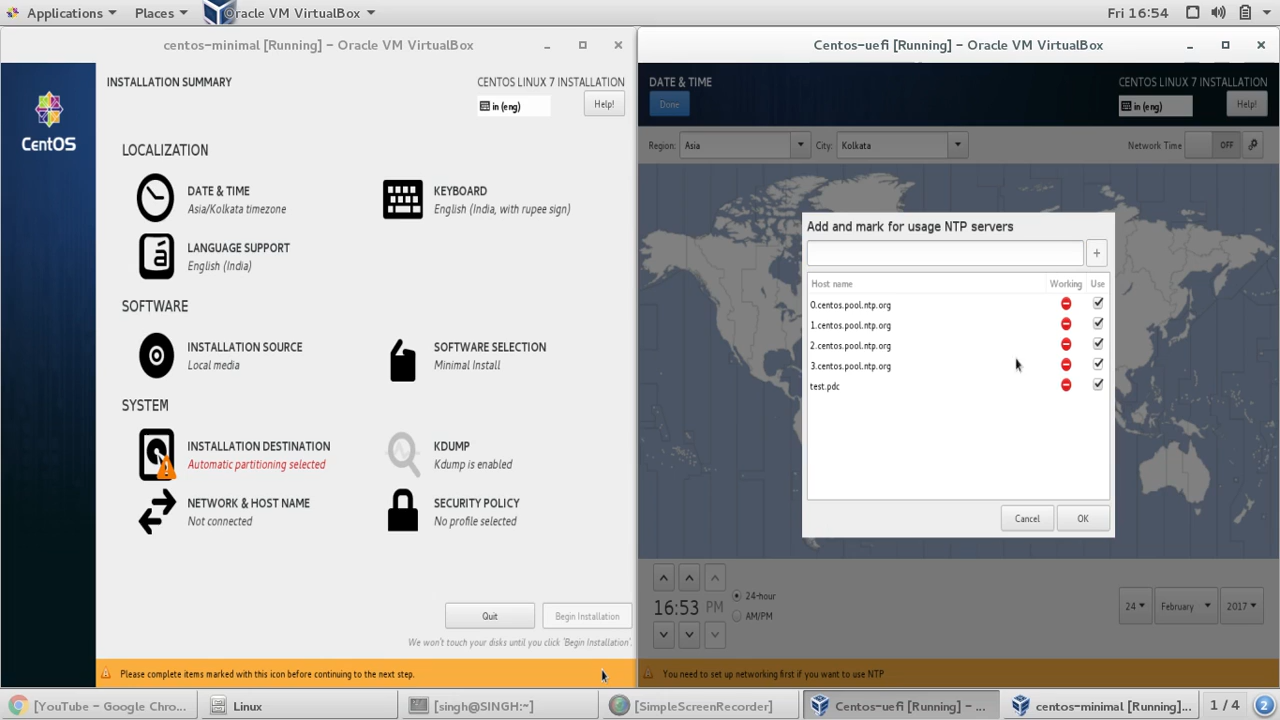 Applications Places Oracle VM VirtualBox Fri 16:54
centos-minimal [Running] – Oracle VM VirtualBox
CentOS
INSTALLATION SUMMARY
CENTOS LINUX 7 INSTALLATION
in (eng)
Help!
LOCALIZATION
DATE & TIME
Asia/Kolkata timezone
KEYBOARD
English (India, with rupee sign)
LANGUAGE SUPPORT
English (India)
SOFTWARE
INSTALLATION SOURCE
Local media
SOFTWARE SELECTION
Minimal Install
SYSTEM
INSTALLATION DESTINATION
Automatic partitioning selected
KDUMP
Kdump is enabled
NETWORK & HOST NAME
Not connected
SECURITY POLICY
No profile selected
Quit
Begin Installation
We won't touch your disks until you click 'Begin Installation'.
Please complete items marked with this icon before continuing to the next step.
Centos-uefi [Running] – Oracle VM VirtualBox
DATE & TIME
Done
CENTOS LINUX 7 INSTALLATION
in (eng)
Help!
Region: Asia City: Kolkata Network Time OFF
Add and mark for usage NTP servers
+
Host name Working Use
0.centos.pool.ntp.org
1.centos.pool.ntp.org
2.centos.pool.ntp.org
3.centos.pool.ntp.org
test.pdc
Cancel OK
16:53 PM
24-hour
AM/PM
24 February 2017
You need to set up networking first if you want to use NTP
[YouTube – Google Chro... Linux [singh@SINGH:~] [SimpleScreenRecorder] Centos-uefi [Running] – ... centos-minimal [Running]... 1 / 4 2